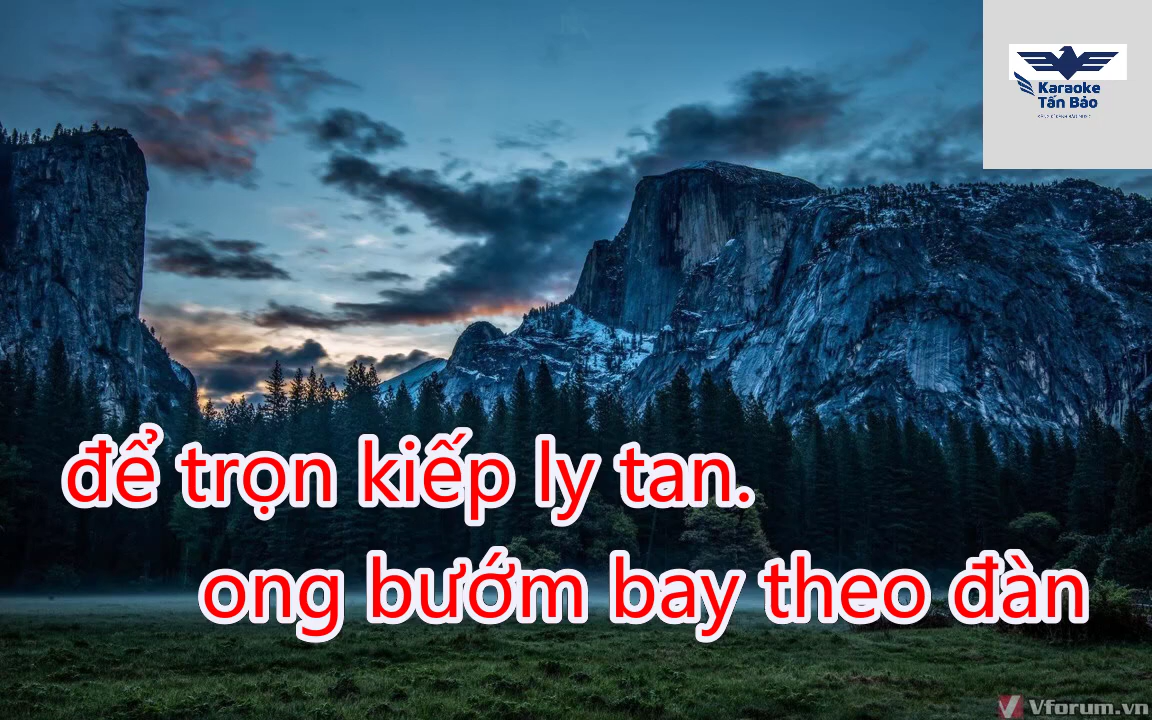 Karaoke
Tấn Bảo
để trọn kiếp ly tan.
ong bướm bay theo đàn
Vforum.vn